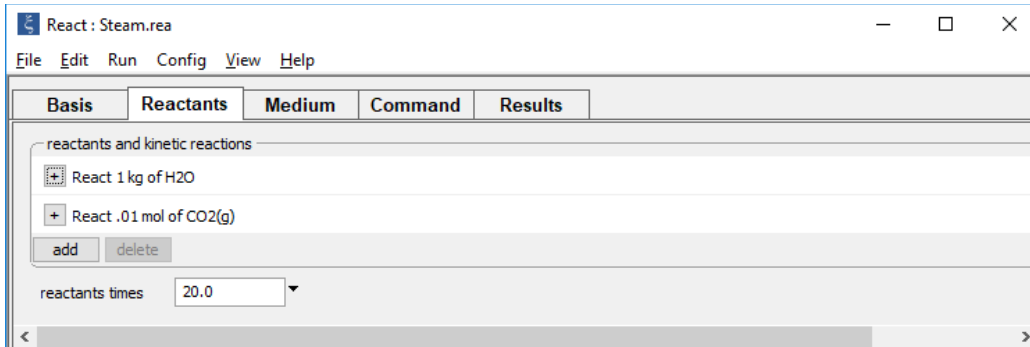 React : Steam.rea
File Edit Run Config View Help
Basis Reactants Medium Command Results
reactants and kinetic reactions
+ React 1 kg of H2O
+ React .01 mol of CO2(g)
add delete
reactants times 20.0